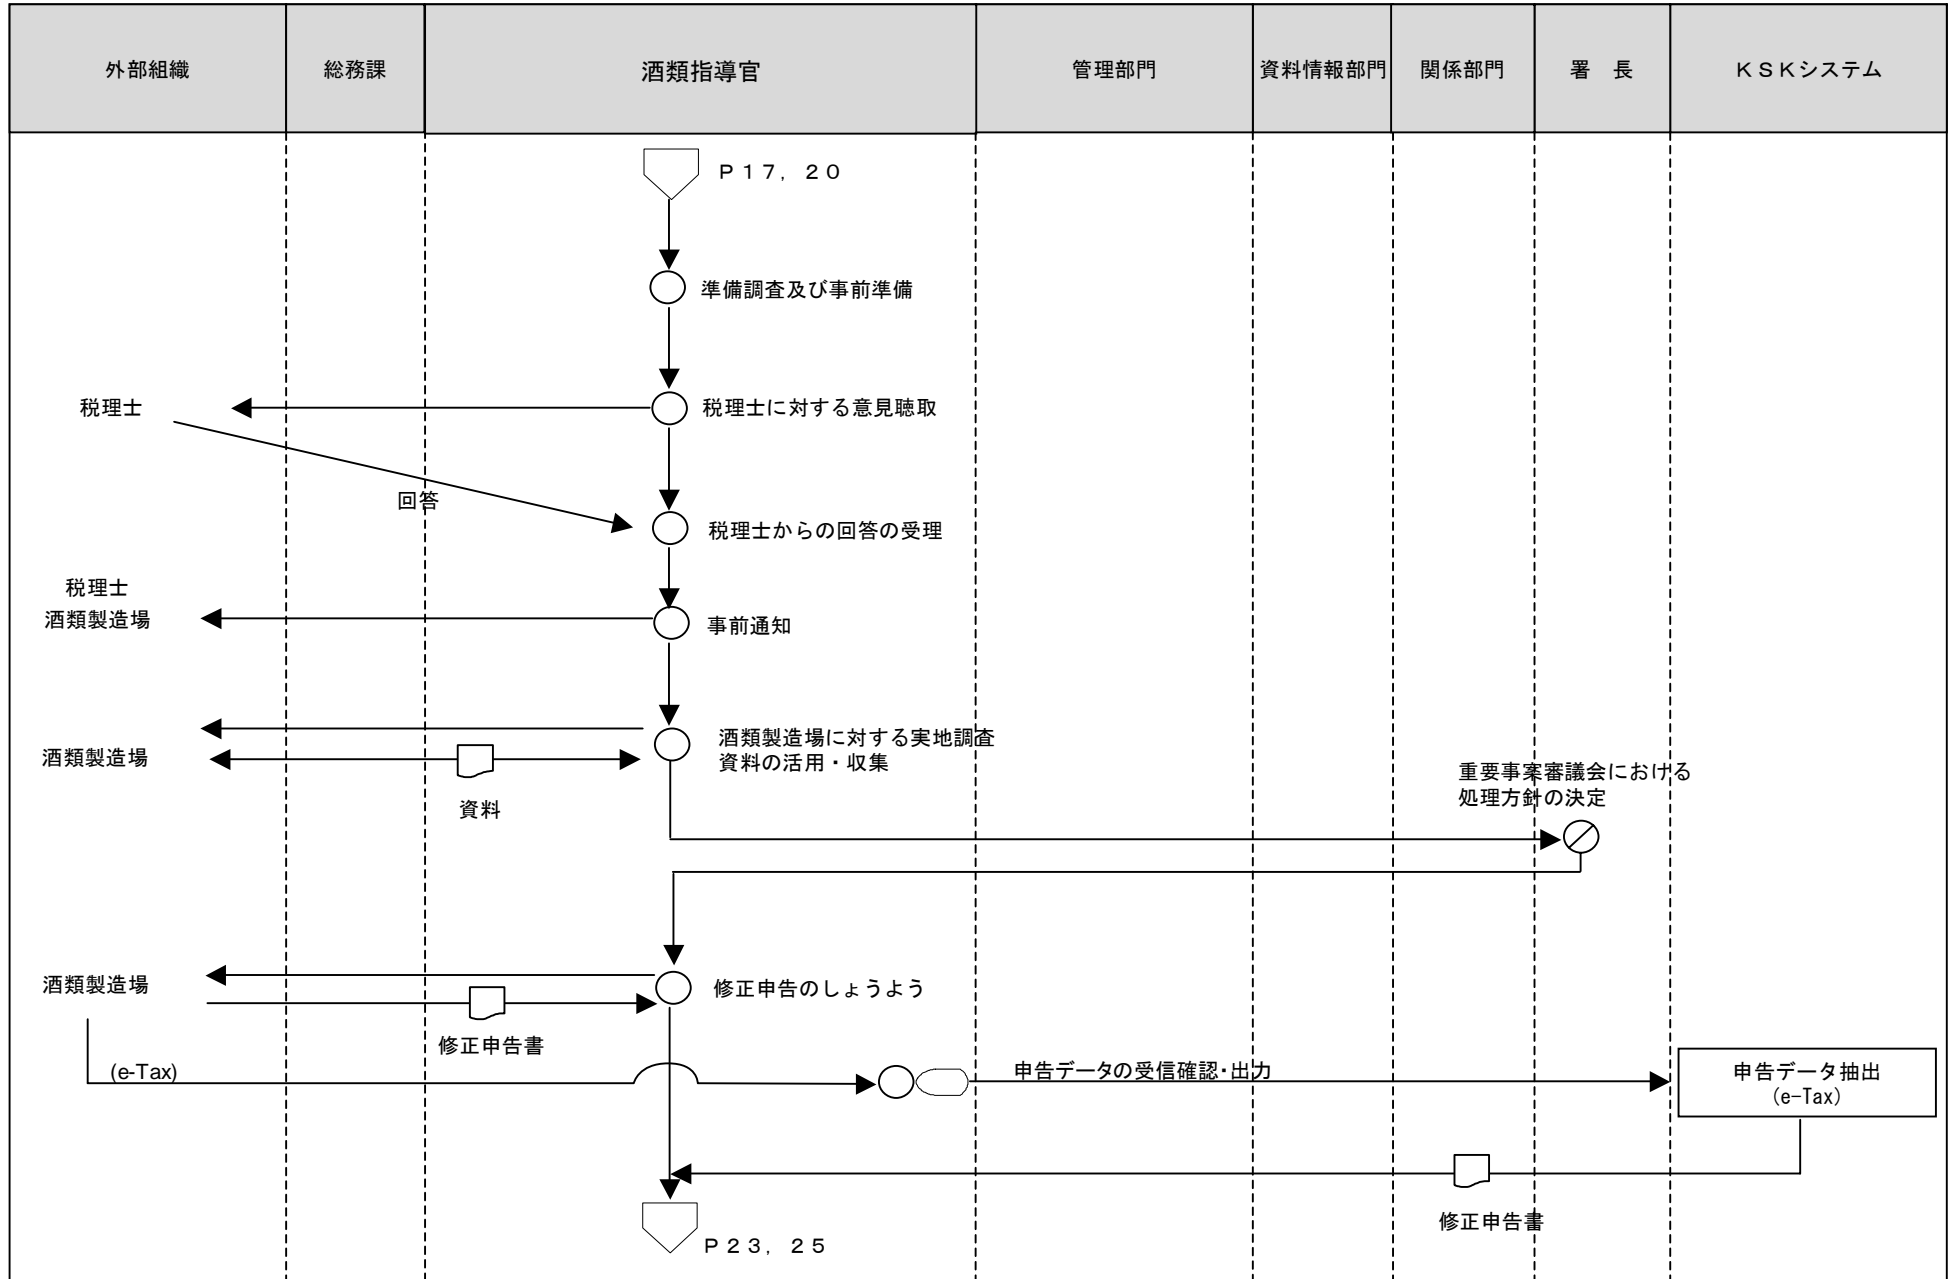 外部組織
総務課
酒類指導官
管理部門
資料情報部門
関係部門
署　長
ＫＳＫシステム
Ｐ１７，２０
準備調査及び事前準備
税理士
税理士に対する意見聴取
回答
税理士からの回答の受理
税理士
酒類製造場
事前通知
酒類製造場に対する実地調査
資料の活用・収集
酒類製造場
資料
重要事案審議会における
処理方針の決定
酒類製造場
修正申告のしょうよう
修正申告書
(e-Tax)
申告データの受信確認・出力
申告データ抽出
（e-Tax）
修正申告書
Ｐ２３，２５